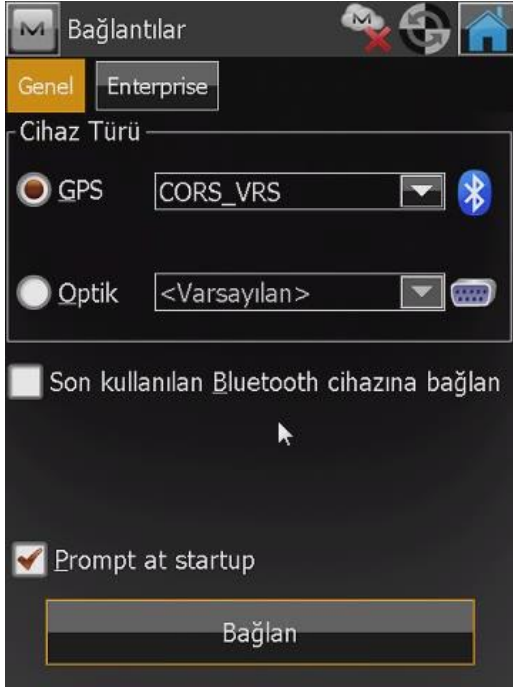 Bağlantılar
Genel Enterprise
Cihaz Türü
GPS CORS_VRS
Optik <Varsayılan>
Son kullanılan Bluetooth cihazına bağlan
Prompt at startup
Bağlan